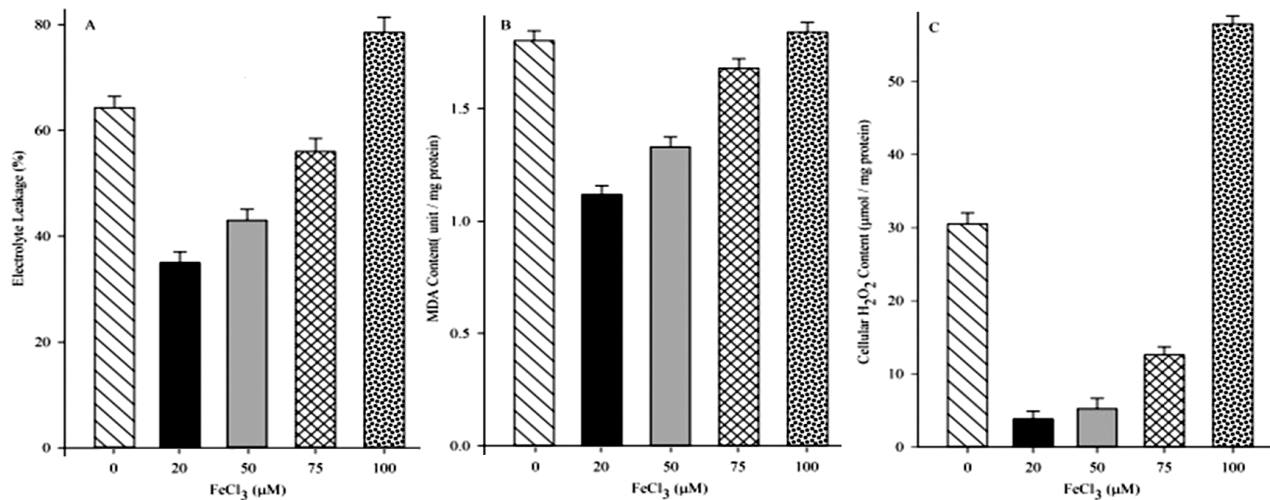 A
Electrolyte Leakage (%)
80
60
40
20
0
0 20 50 75 100
FeCl3 (µM)
B
MDA Content( unit / mg protein)
1.5
1.0
0.5
0.0
0 20 50 75 100
FeCl3 (µM)
C
Cellular H2O2 Content (µmol / mg protein)
50
40
30
20
10
0
0 20 50 75 100
FeCl3 (µM)